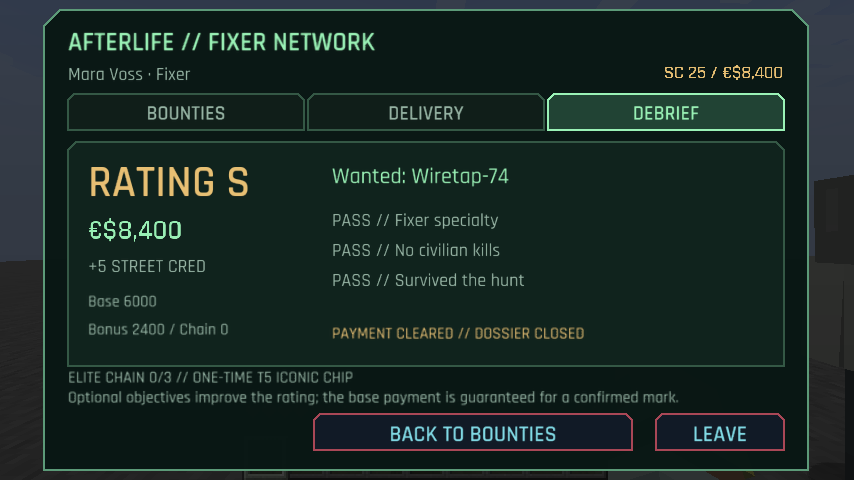 AFTERLIFE // FIXER NETWORK
Mara Voss · Fixer
SC 25 / €$8,400
BOUNTIES
DELIVERY
DEBRIEF
RATING S
€$8,400
+5 STREET CRED
Base 6000
Bonus 2400 / Chain 0
Wanted: Wiretap-74
PASS // Fixer specialty
PASS // No civilian kills
PASS // Survived the hunt
PAYMENT CLEARED // DOSSIER CLOSED
ELITE CHAIN 0/3 // ONE-TIME T5 ICONIC CHIP
Optional objectives improve the rating; the base payment is guaranteed for a confirmed mark.
BACK TO BOUNTIES
LEAVE